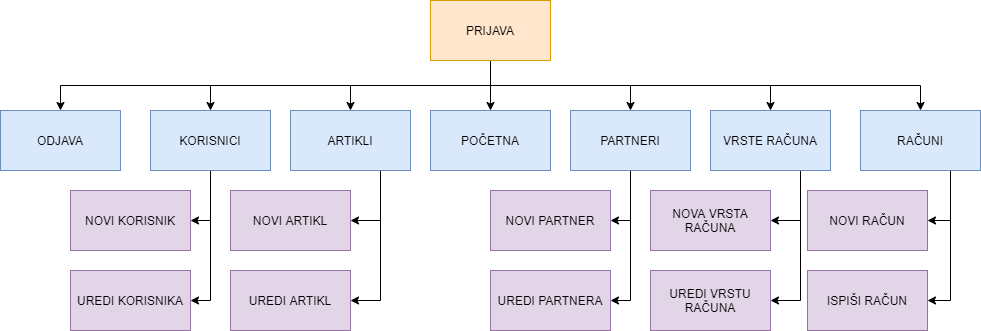 PRIJAVA
ODJAVA
KORISNICI
ARTIKLI
POČETNA
PARTNERI
VRSTE RAČUNA
RAČUNI
NOVI KORISNIK
NOVI ARTIKL
NOVI PARTNER
NOVA VRSTA
RAČUNA
NOVI RAČUN
UREDI KORISNIKA
UREDI ARTIKL
UREDI PARTNERA
UREDI VRSTU
RAČUNA
ISPIŠI RAČUN